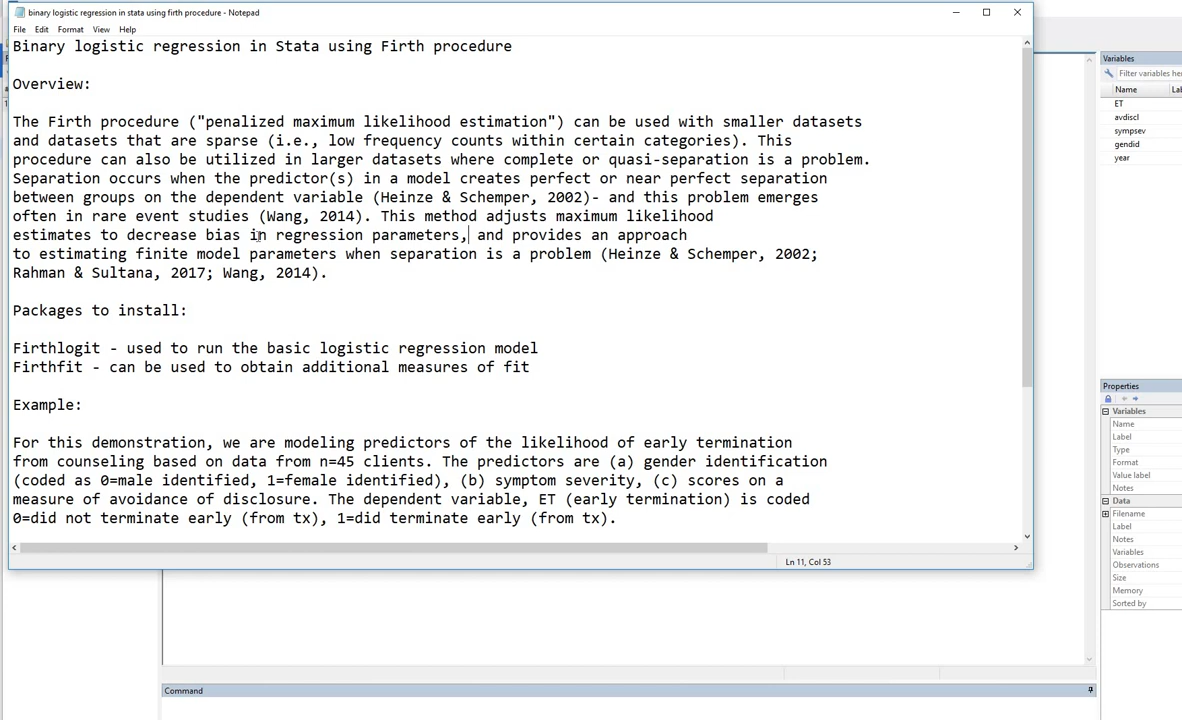 binary logistic regression in stata using firth procedure - Notepad
File Edit Format View Help
Binary logistic regression in Stata using Firth procedure
Overview:
The Firth procedure ("penalized maximum likelihood estimation") can be used with smaller datasets
and datasets that are sparse (i.e., low frequency counts within certain categories). This
procedure can also be utilized in larger datasets where complete or quasi-separation is a problem.
Separation occurs when the predictor(s) in a model creates perfect or near perfect separation
between groups on the dependent variable (Heinze & Schemper, 2002)- and this problem emerges
often in rare event studies (Wang, 2014). This method adjusts maximum likelihood
estimates to decrease bias in regression parameters, and provides an approach
to estimating finite model parameters when separation is a problem (Heinze & Schemper, 2002;
Rahman & Sultana, 2017; Wang, 2014).
Packages to install:
Firthlogit - used to run the basic logistic regression model
Firthfit - can be used to obtain additional measures of fit
Example:
For this demonstration, we are modeling predictors of the likelihood of early termination
from counseling based on data from n=45 clients. The predictors are (a) gender identification
(coded as 0=male identified, 1=female identified), (b) symptom severity, (c) scores on a
measure of avoidance of disclosure. The dependent variable, ET (early termination) is coded
0=did not terminate early (from tx), 1=did terminate early (from tx).
Ln 11, Col 53
Variables
Filter variables he
Name Lal
ET
avdiscl
sympsev
gendid
year
Properties
Variables
Name
Label
Type
Format
Value label
Notes
Data
Filename
Label
Notes
Variables
Observations
Size
Memory
Sorted by
Command